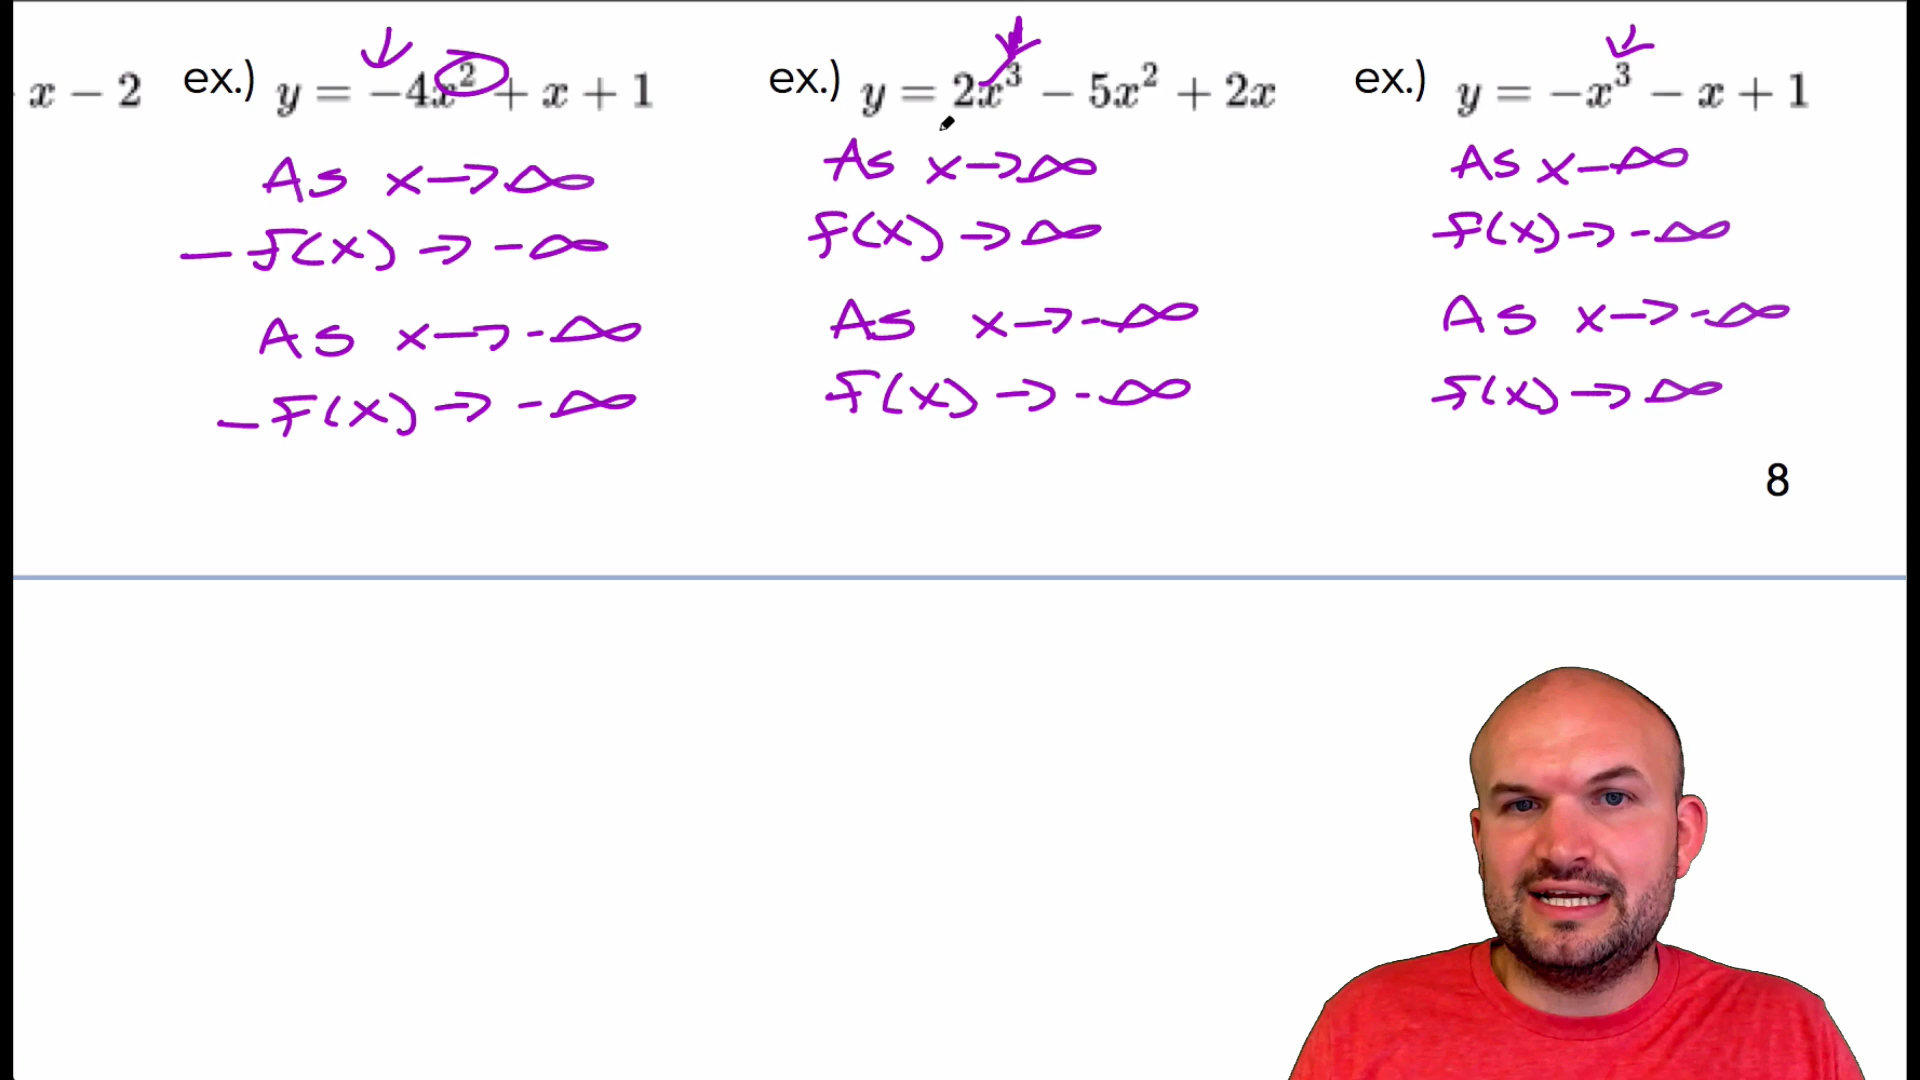 x − 2
ex.) y = −4x² + x + 1
As x → ∞
− f(x) → −∞
As x → −∞
− f(x) → −∞
ex.) y = 2x³ − 5x² + 2x
As x → ∞
f(x) → ∞
As x → −∞
f(x) → −∞
ex.) y = −x³ − x + 1
As x − ∞
f(x) → −∞
As x → −∞
f(x) → ∞
8